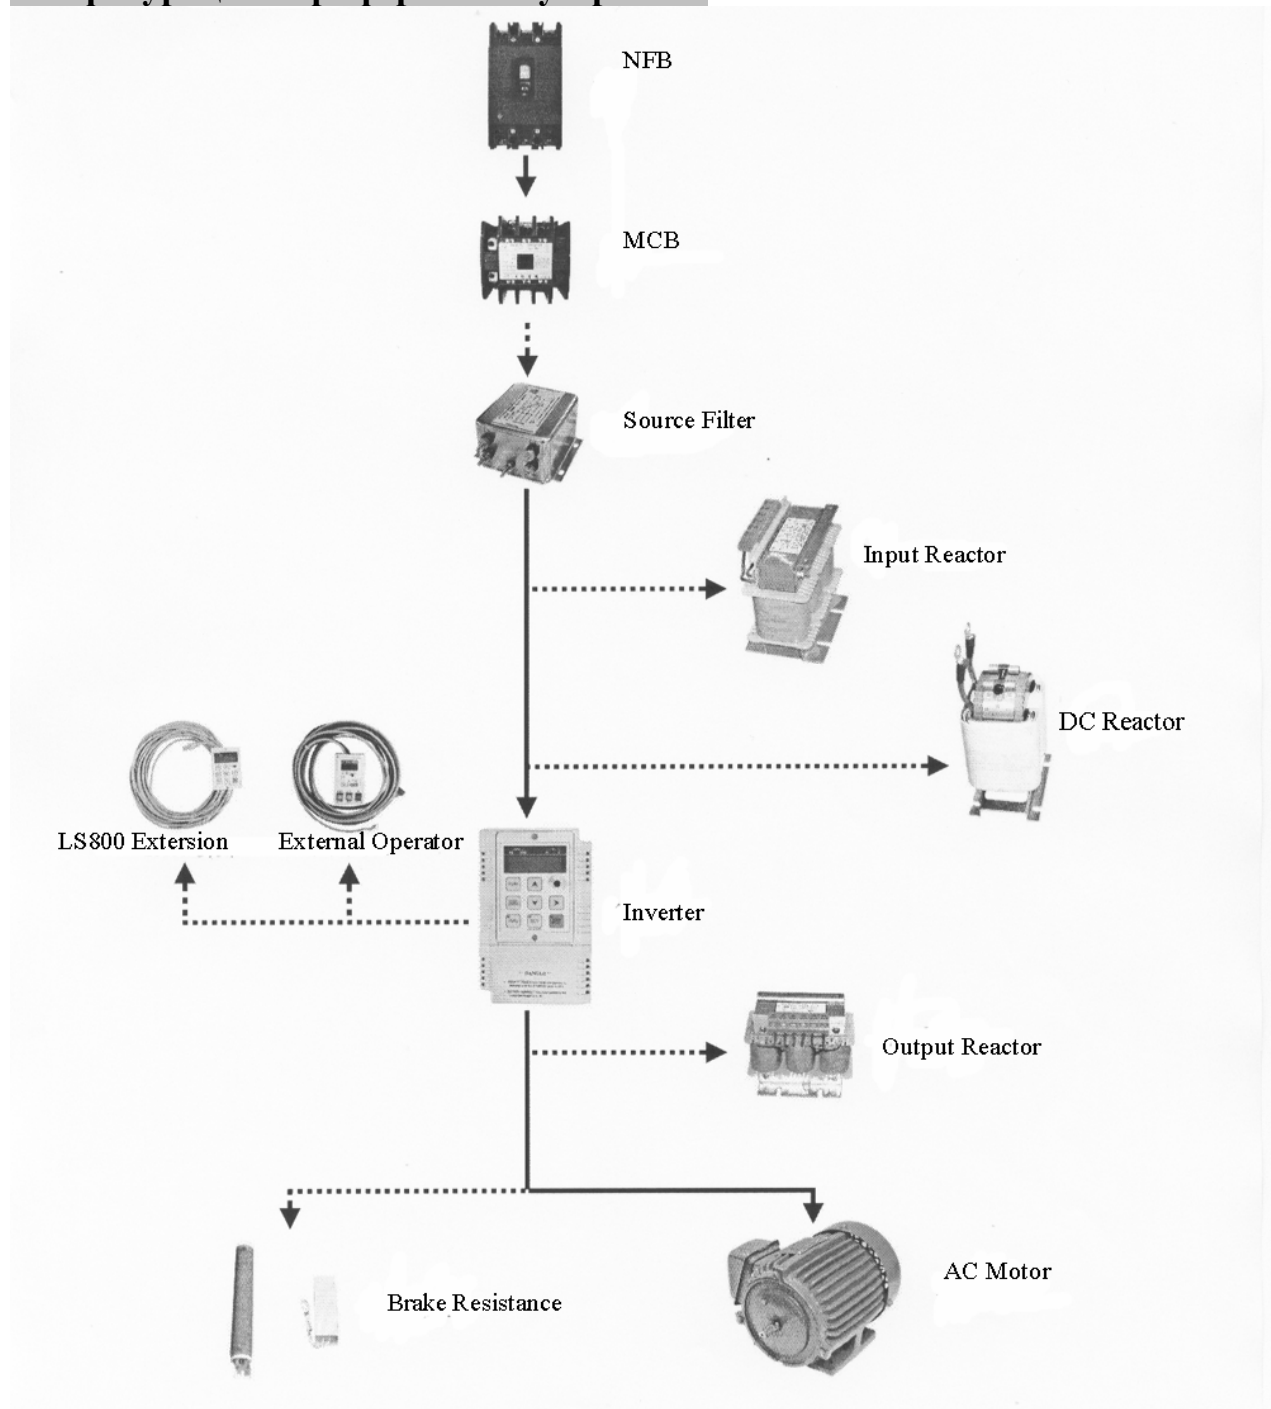 NFB
MCB
Source Filter
Input Reactor
DC Reactor
LS800 Extersion
External Operator
Inverter
Output Reactor
AC Motor
Brake Resistance